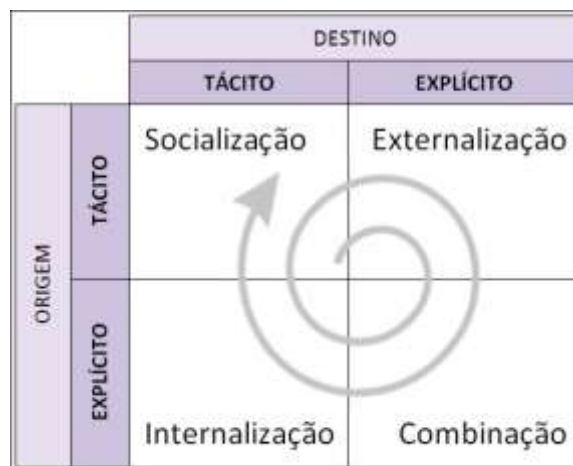 DESTINO
TÁCITO
EXPLÍCITO
ORIGEM
TÁCITO
Socialização
Externalização
EXPLÍCITO
Internalização
Combinação